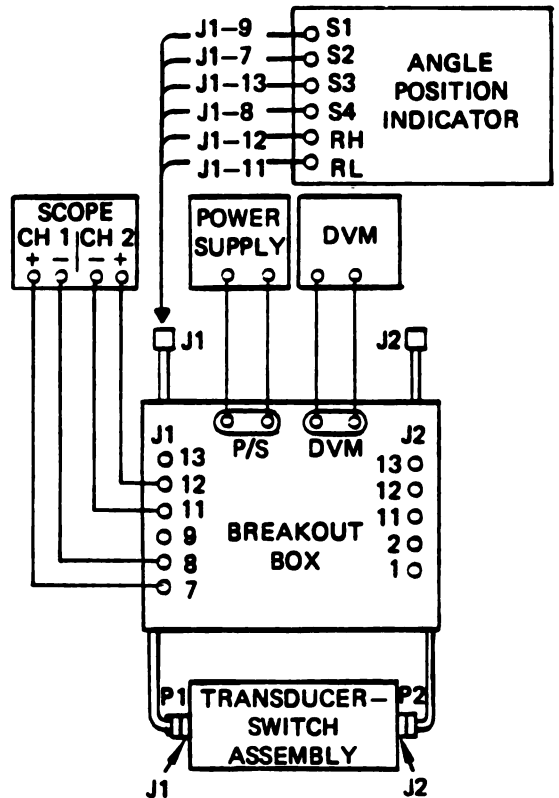 J1-9 S1
J1-7 S2
J1-13 S3
J1-8 S4
J1-12 RH
J1-11 RL
ANGLE
POSITION
INDICATOR
SCOPE
CH 1 CH 2
+ - - +
POWER
SUPPLY
DVM
J1
J2
P/S
DVM
J1
13
12
11
9
8
7
J2
13
12
11
2
1
BREAKOUT
BOX
P1
TRANSDUCER-
SWITCH
ASSEMBLY
P2
J1
J2